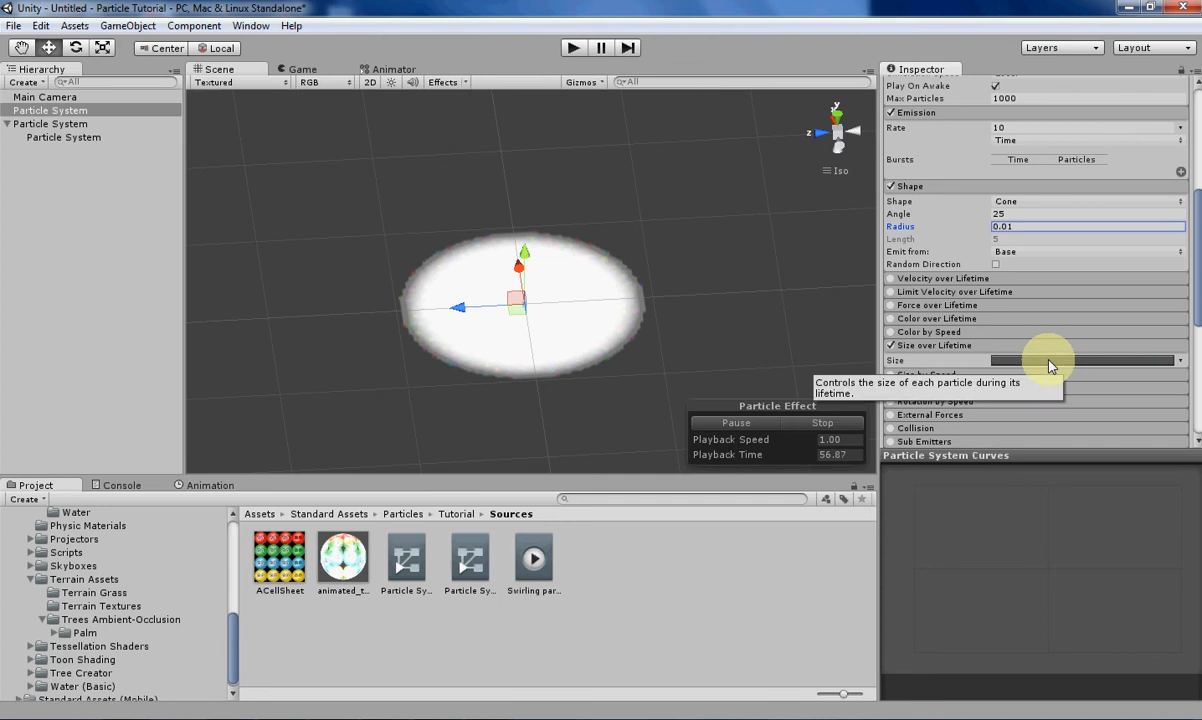 Unity - Untitled - Particle Tutorial - PC, Mac & Linux Standalone*
File Edit Assets GameObject Component Window Help
Center Local Layers Layout
Hierarchy
Create All
Main Camera
Particle System
Particle System
Particle System
Scene Game Animator
Textured RGB 2D Effects Gizmos All
y
z
Iso
Particle Effect
Pause Stop
Playback Speed 1.00
Playback Time 56.87
Inspector
Play On Awake
Max Particles 1000
Emission
Rate 10
Time
Bursts Time Particles
Shape
Shape Cone
Angle 25
Radius 0.01
Length 5
Emit from: Base
Random Direction
Velocity over Lifetime
Limit Velocity over Lifetime
Force over Lifetime
Color over Lifetime
Color by Speed
Size over Lifetime
Size
Controls the size of each particle during its
lifetime.
Rotation by Speed
External Forces
Collision
Sub Emitters
Particle System Curves
Project Console Animation
Create
Water
Physic Materials
Projectors
Scripts
Skyboxes
Terrain Assets
Terrain Grass
Terrain Textures
Trees Ambient-Occlusion
Palm
Tessellation Shaders
Toon Shading
Tree Creator
Water (Basic)
Standard Assets (Mobile)
Assets Standard Assets Particles Tutorial Sources
ACellSheet animated_t... Particle Sy... Particle Sy... Swirling par...